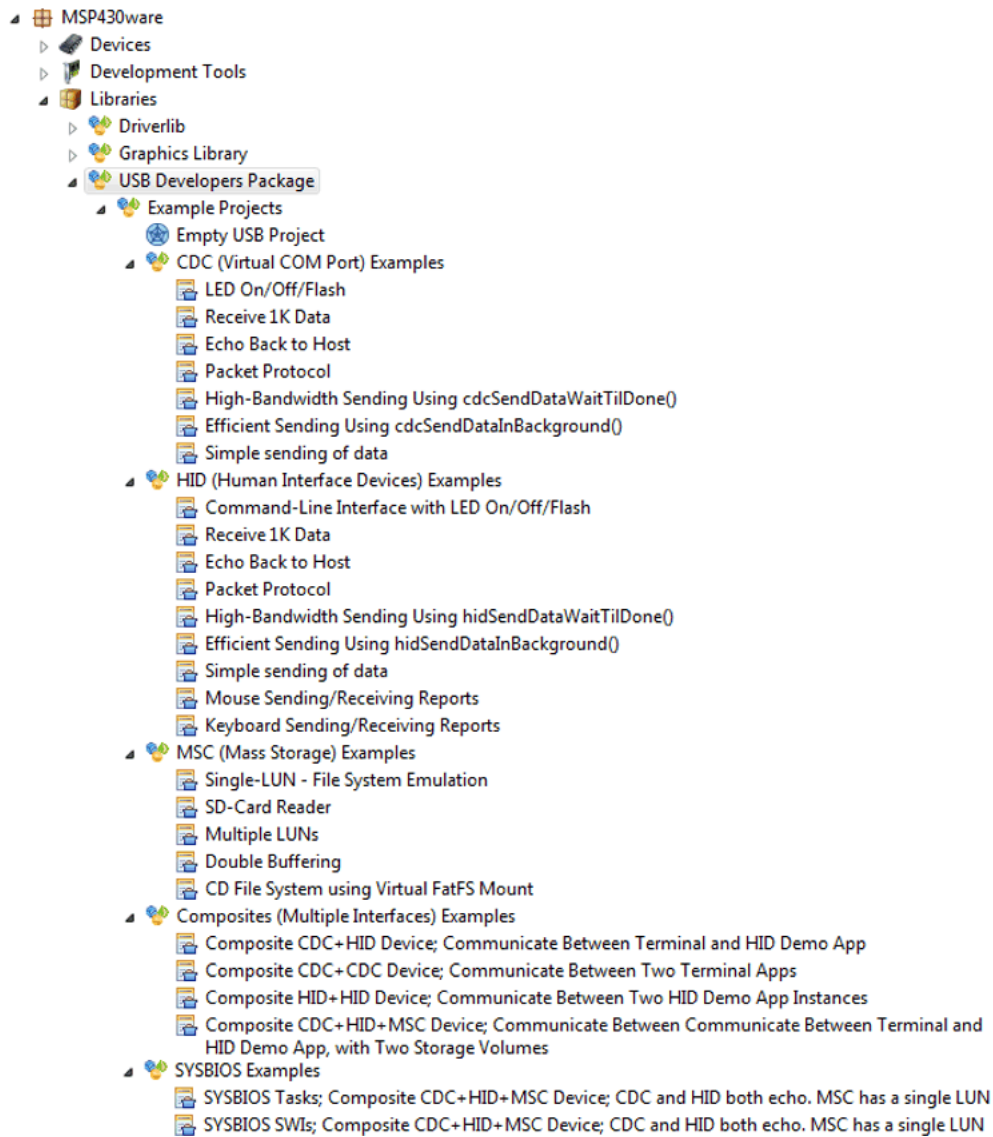 MSP430ware
Devices
Development Tools
Libraries
Driverlib
Graphics Library
USB Developers Package
Example Projects
Empty USB Project
CDC (Virtual COM Port) Examples
LED On/Off/Flash
Receive 1K Data
Echo Back to Host
Packet Protocol
High-Bandwidth Sending Using cdcSendDataWaitTilDone()
Efficient Sending Using cdcSendDataInBackground()
Simple sending of data
HID (Human Interface Devices) Examples
Command-Line Interface with LED On/Off/Flash
Receive 1K Data
Echo Back to Host
Packet Protocol
High-Bandwidth Sending Using hidSendDataWaitTilDone()
Efficient Sending Using hidSendDataInBackground()
Simple sending of data
Mouse Sending/Receiving Reports
Keyboard Sending/Receiving Reports
MSC (Mass Storage) Examples
Single-LUN - File System Emulation
SD-Card Reader
Multiple LUNs
Double Buffering
CD File System using Virtual FatFS Mount
Composites (Multiple Interfaces) Examples
Composite CDC+HID Device; Communicate Between Terminal and HID Demo App
Composite CDC+CDC Device; Communicate Between Two Terminal Apps
Composite HID+HID Device; Communicate Between Two HID Demo App Instances
Composite CDC+HID+MSC Device; Communicate Between Communicate Between Terminal and
HID Demo App, with Two Storage Volumes
SYSBIOS Examples
SYSBIOS Tasks; Composite CDC+HID+MSC Device; CDC and HID both echo. MSC has a single LUN
SYSBIOS SWIs; Composite CDC+HID+MSC Device; CDC and HID both echo. MSC has a single LUN